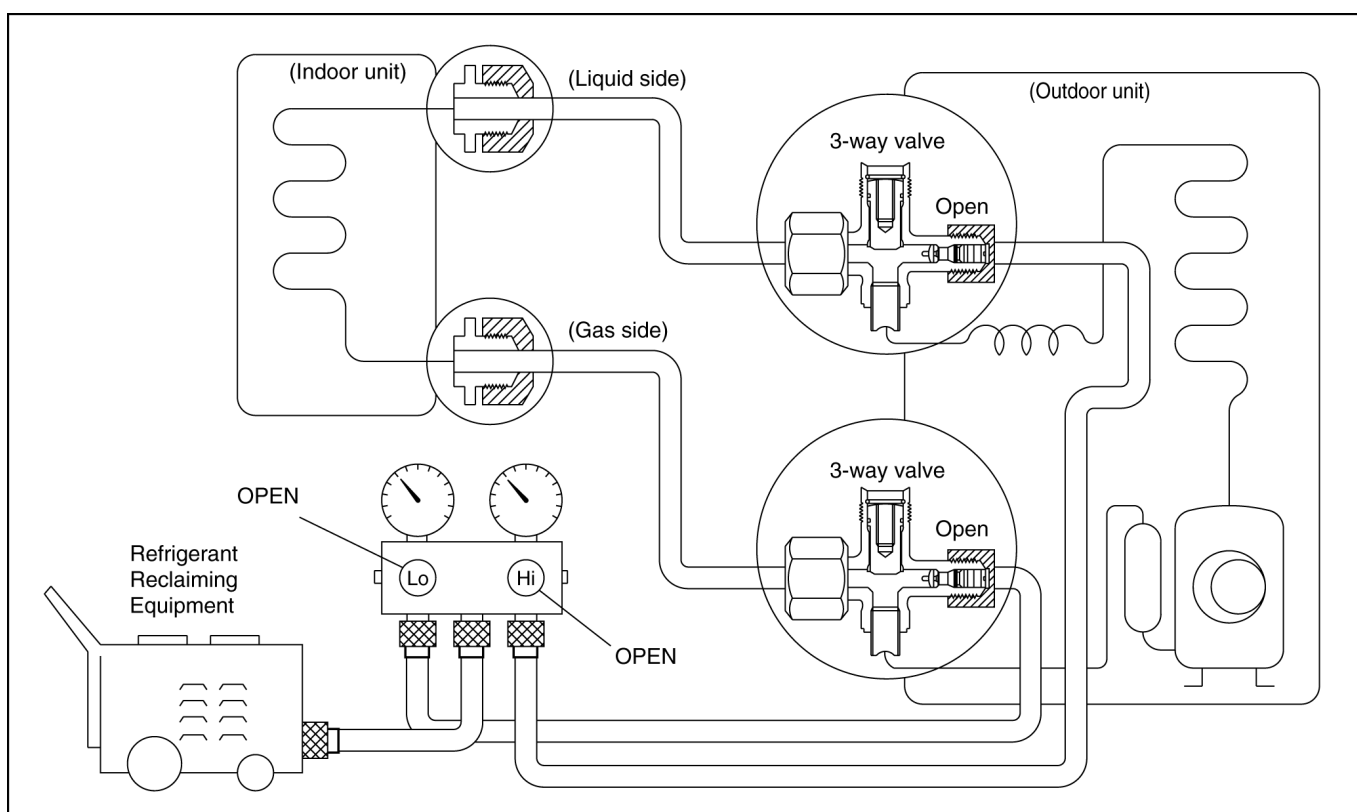 (Indoor unit)
(Liquid side)
(Outdoor unit)
3-way valve
Open
(Gas side)
3-way valve
Open
OPEN
Refrigerant
Reclaiming
Equipment
Lo
Hi
OPEN